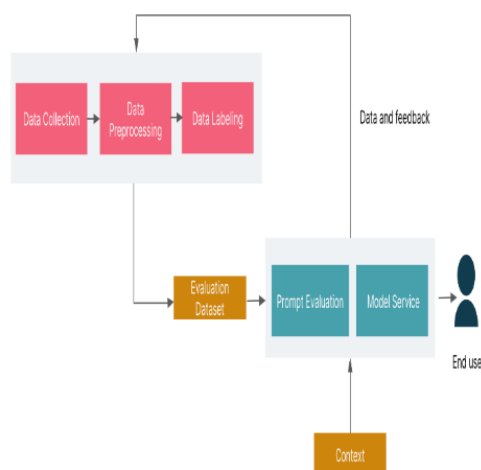 Data Collection
Data
Preprocessing
Data Labeling
Data and feedback
Evaluation
Dataset
Prompt Evaluation
Model Service
End use
Context